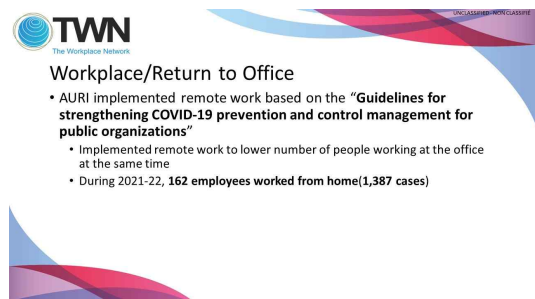 UNCLASSIFIED - NON CLASSIFIÉ
TWN
The Workplace Network
Workplace/Return to Office
• AURI implemented remote work based on the “Guidelines for
strengthening COVID-19 prevention and control management for
public organizations”
• Implemented remote work to lower number of people working at the office
at the same time
• During 2021-22, 162 employees worked from home(1,387 cases)